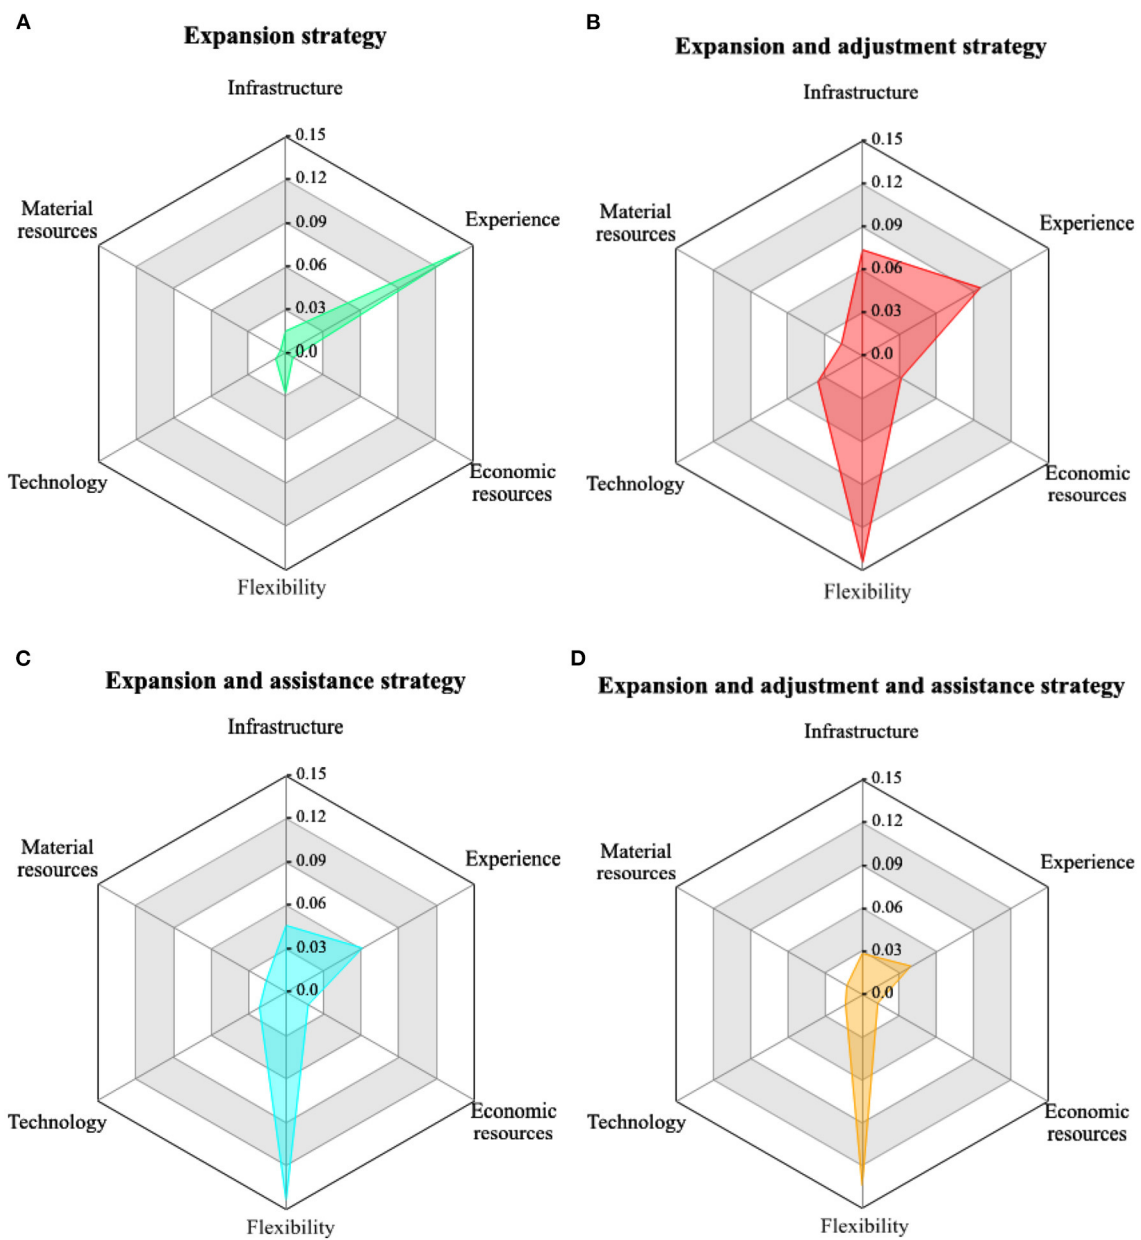 A
Expansion strategy
Infrastructure
0.15
0.12
0.09
0.06
0.03
0.0
Material
resources
Experience
Technology
Economic
resources
Flexibility
B
Expansion and adjustment strategy
Infrastructure
0.15
0.12
0.09
0.06
0.03
0.0
Material
resources
Experience
Technology
Economic
resources
Flexibility
C
Expansion and assistance strategy
Infrastructure
0.15
0.12
0.09
0.06
0.03
0.0
Material
resources
Experience
Technology
Economic
resources
Flexibility
D
Expansion and adjustment and assistance strategy
Infrastructure
0.15
0.12
0.09
0.06
0.03
0.0
Material
resources
Experience
Technology
Economic
resources
Flexibility